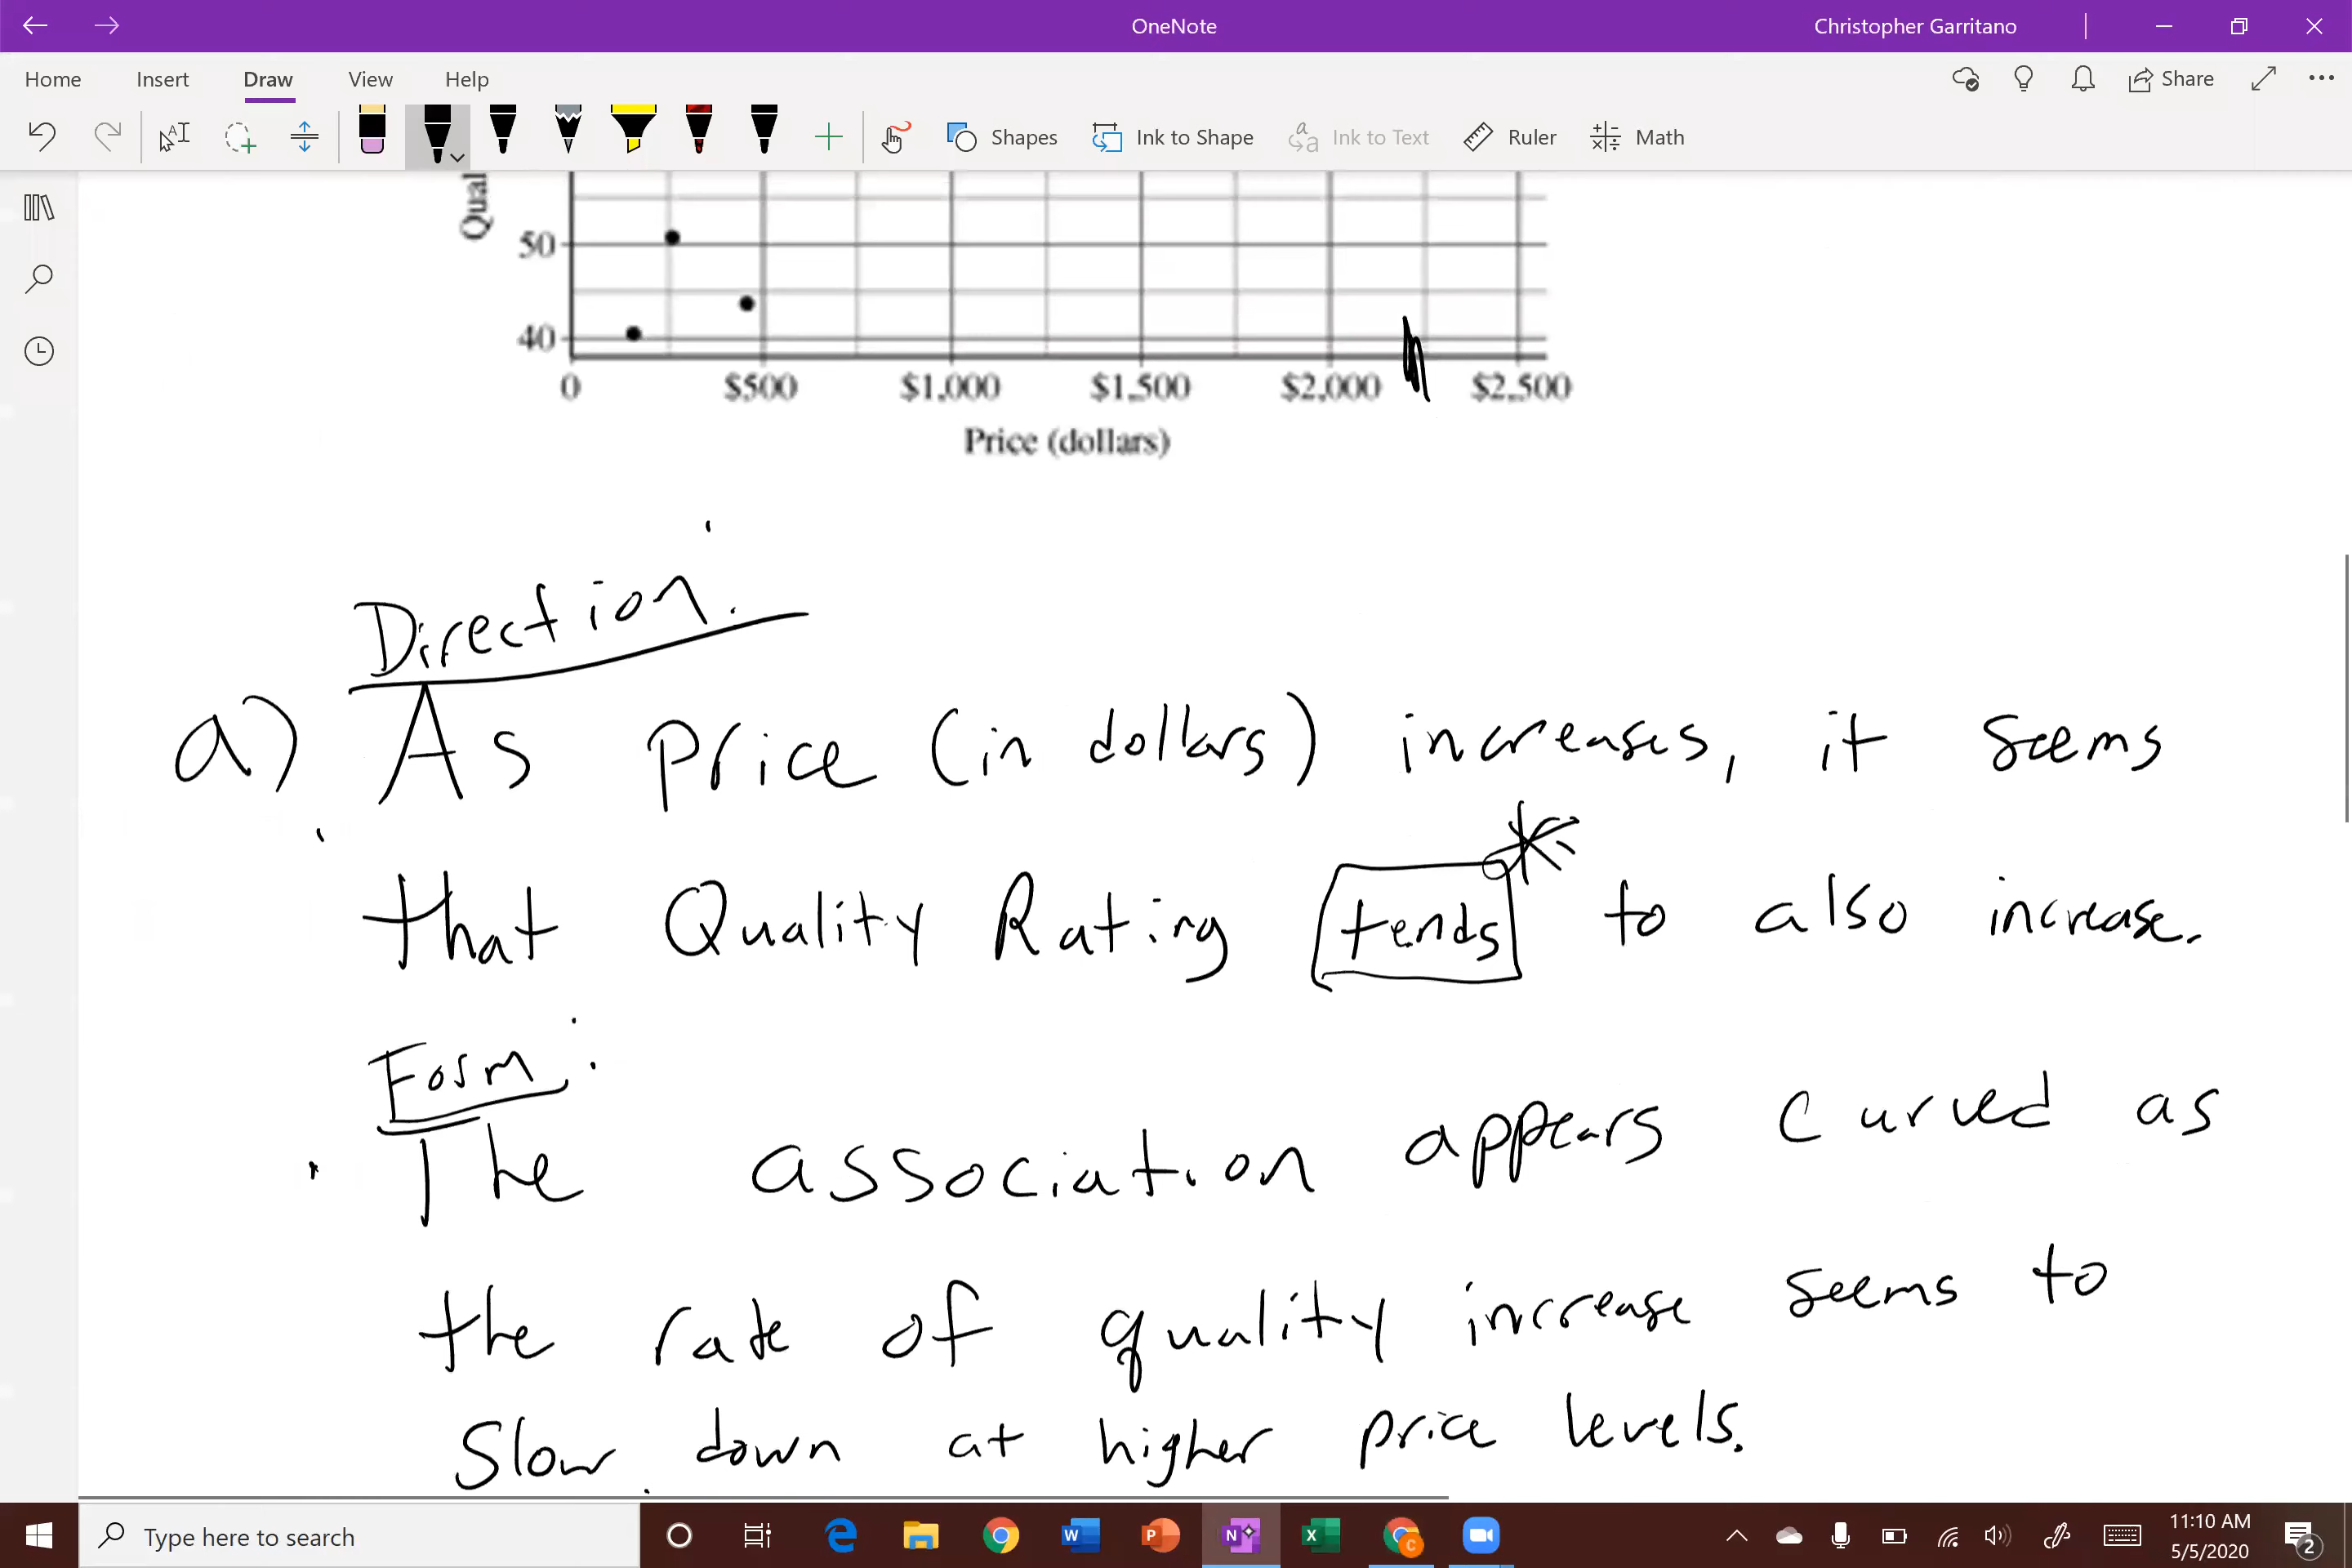 OneNote
Christopher Garritano
Home Insert Draw View Help
Share
Shapes Ink to Shape Ink to Text Ruler Math
Qual
50
40
0 $500 $1,000 $1,500 $2,000 $2,500
Price (dollars)
Direction:
a) As price (in dollars) increases, it seems
that Quality Rating tends* to also increase.
Form:
The association appears curved as
the rate of quality increase seems to
slow down at higher price levels.
Type here to search
11:10 AM
5/5/2020
2